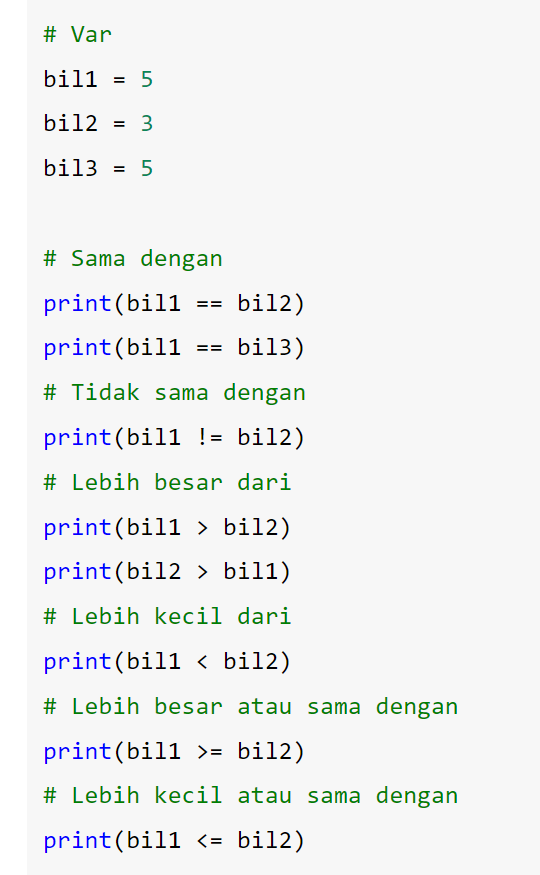 # Var
bil1 = 5
bil2 = 3
bil3 = 5
# Sama dengan
print(bil1 == bil2)
print(bil1 == bil3)
# Tidak sama dengan
print(bil1 != bil2)
# Lebih besar dari
print(bil1 > bil2)
print(bil2 > bil1)
# Lebih kecil dari
print(bil1 < bil2)
# Lebih besar atau sama dengan
print(bil1 >= bil2)
# Lebih kecil atau sama dengan
print(bil1 <= bil2)